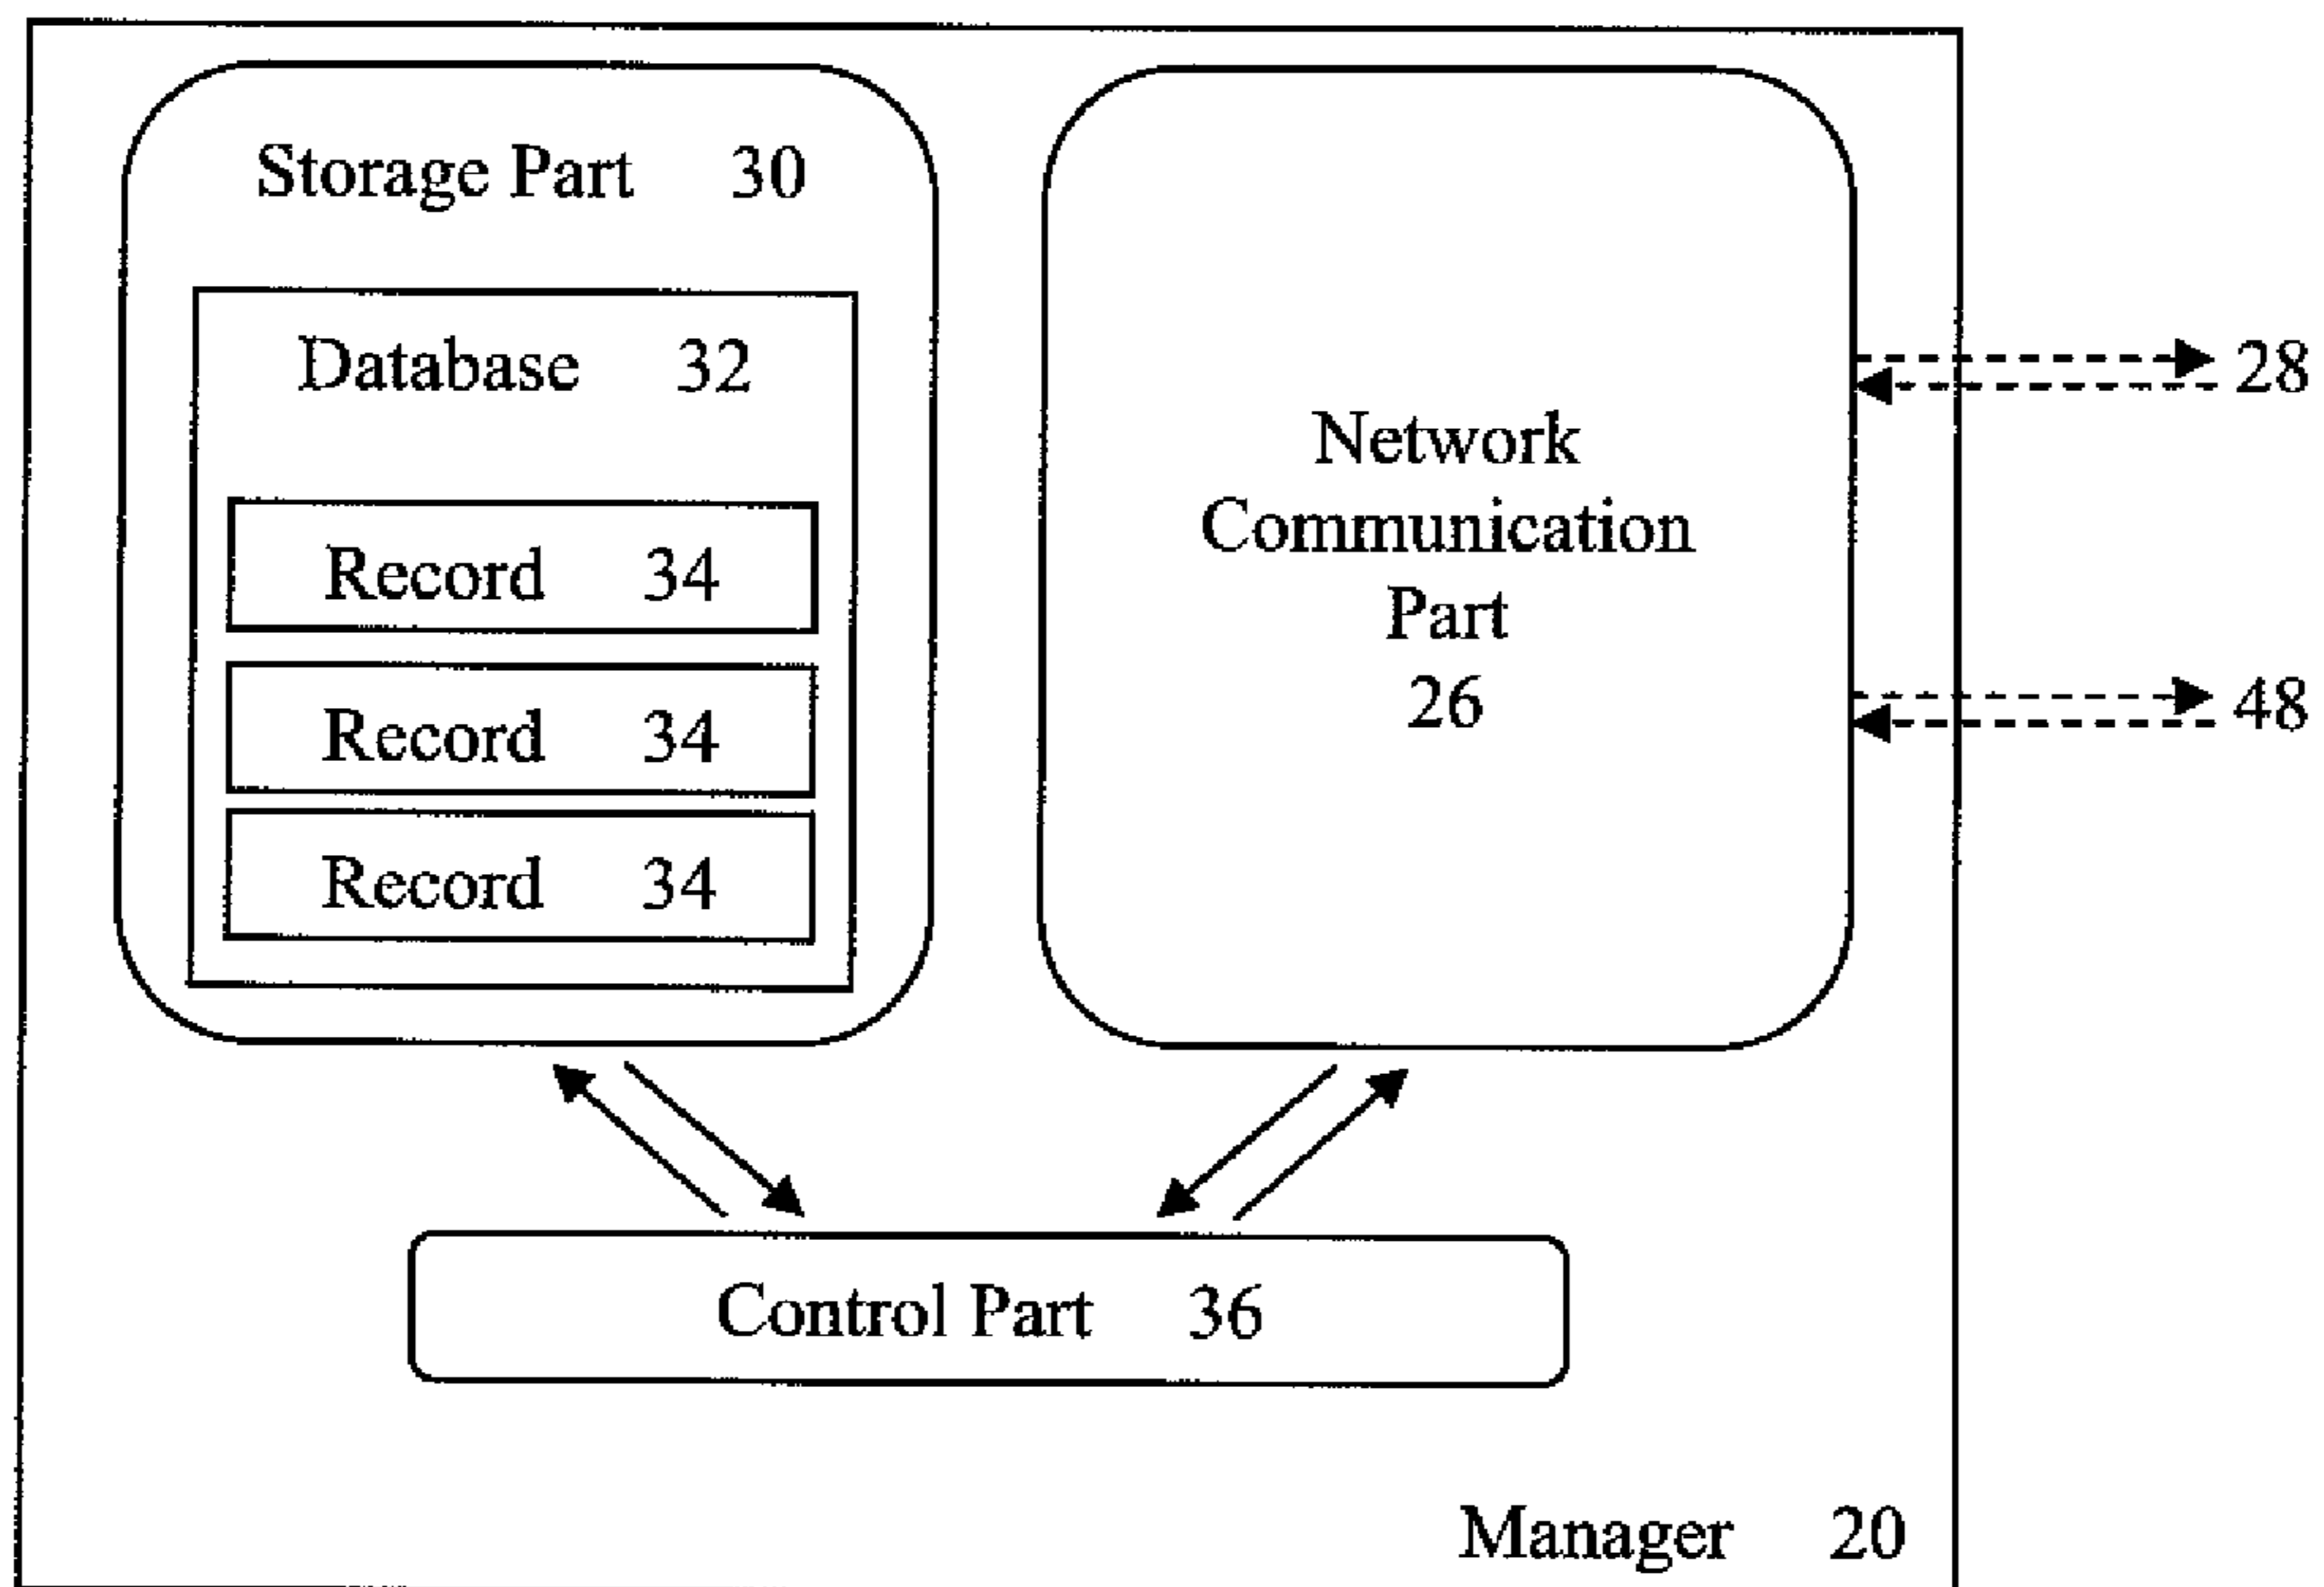 Storage Part 30
Database 32
Record 34
Record 34
Record 34
Network
Communication
Part
26
28
48
Control Part 36
Manager 20